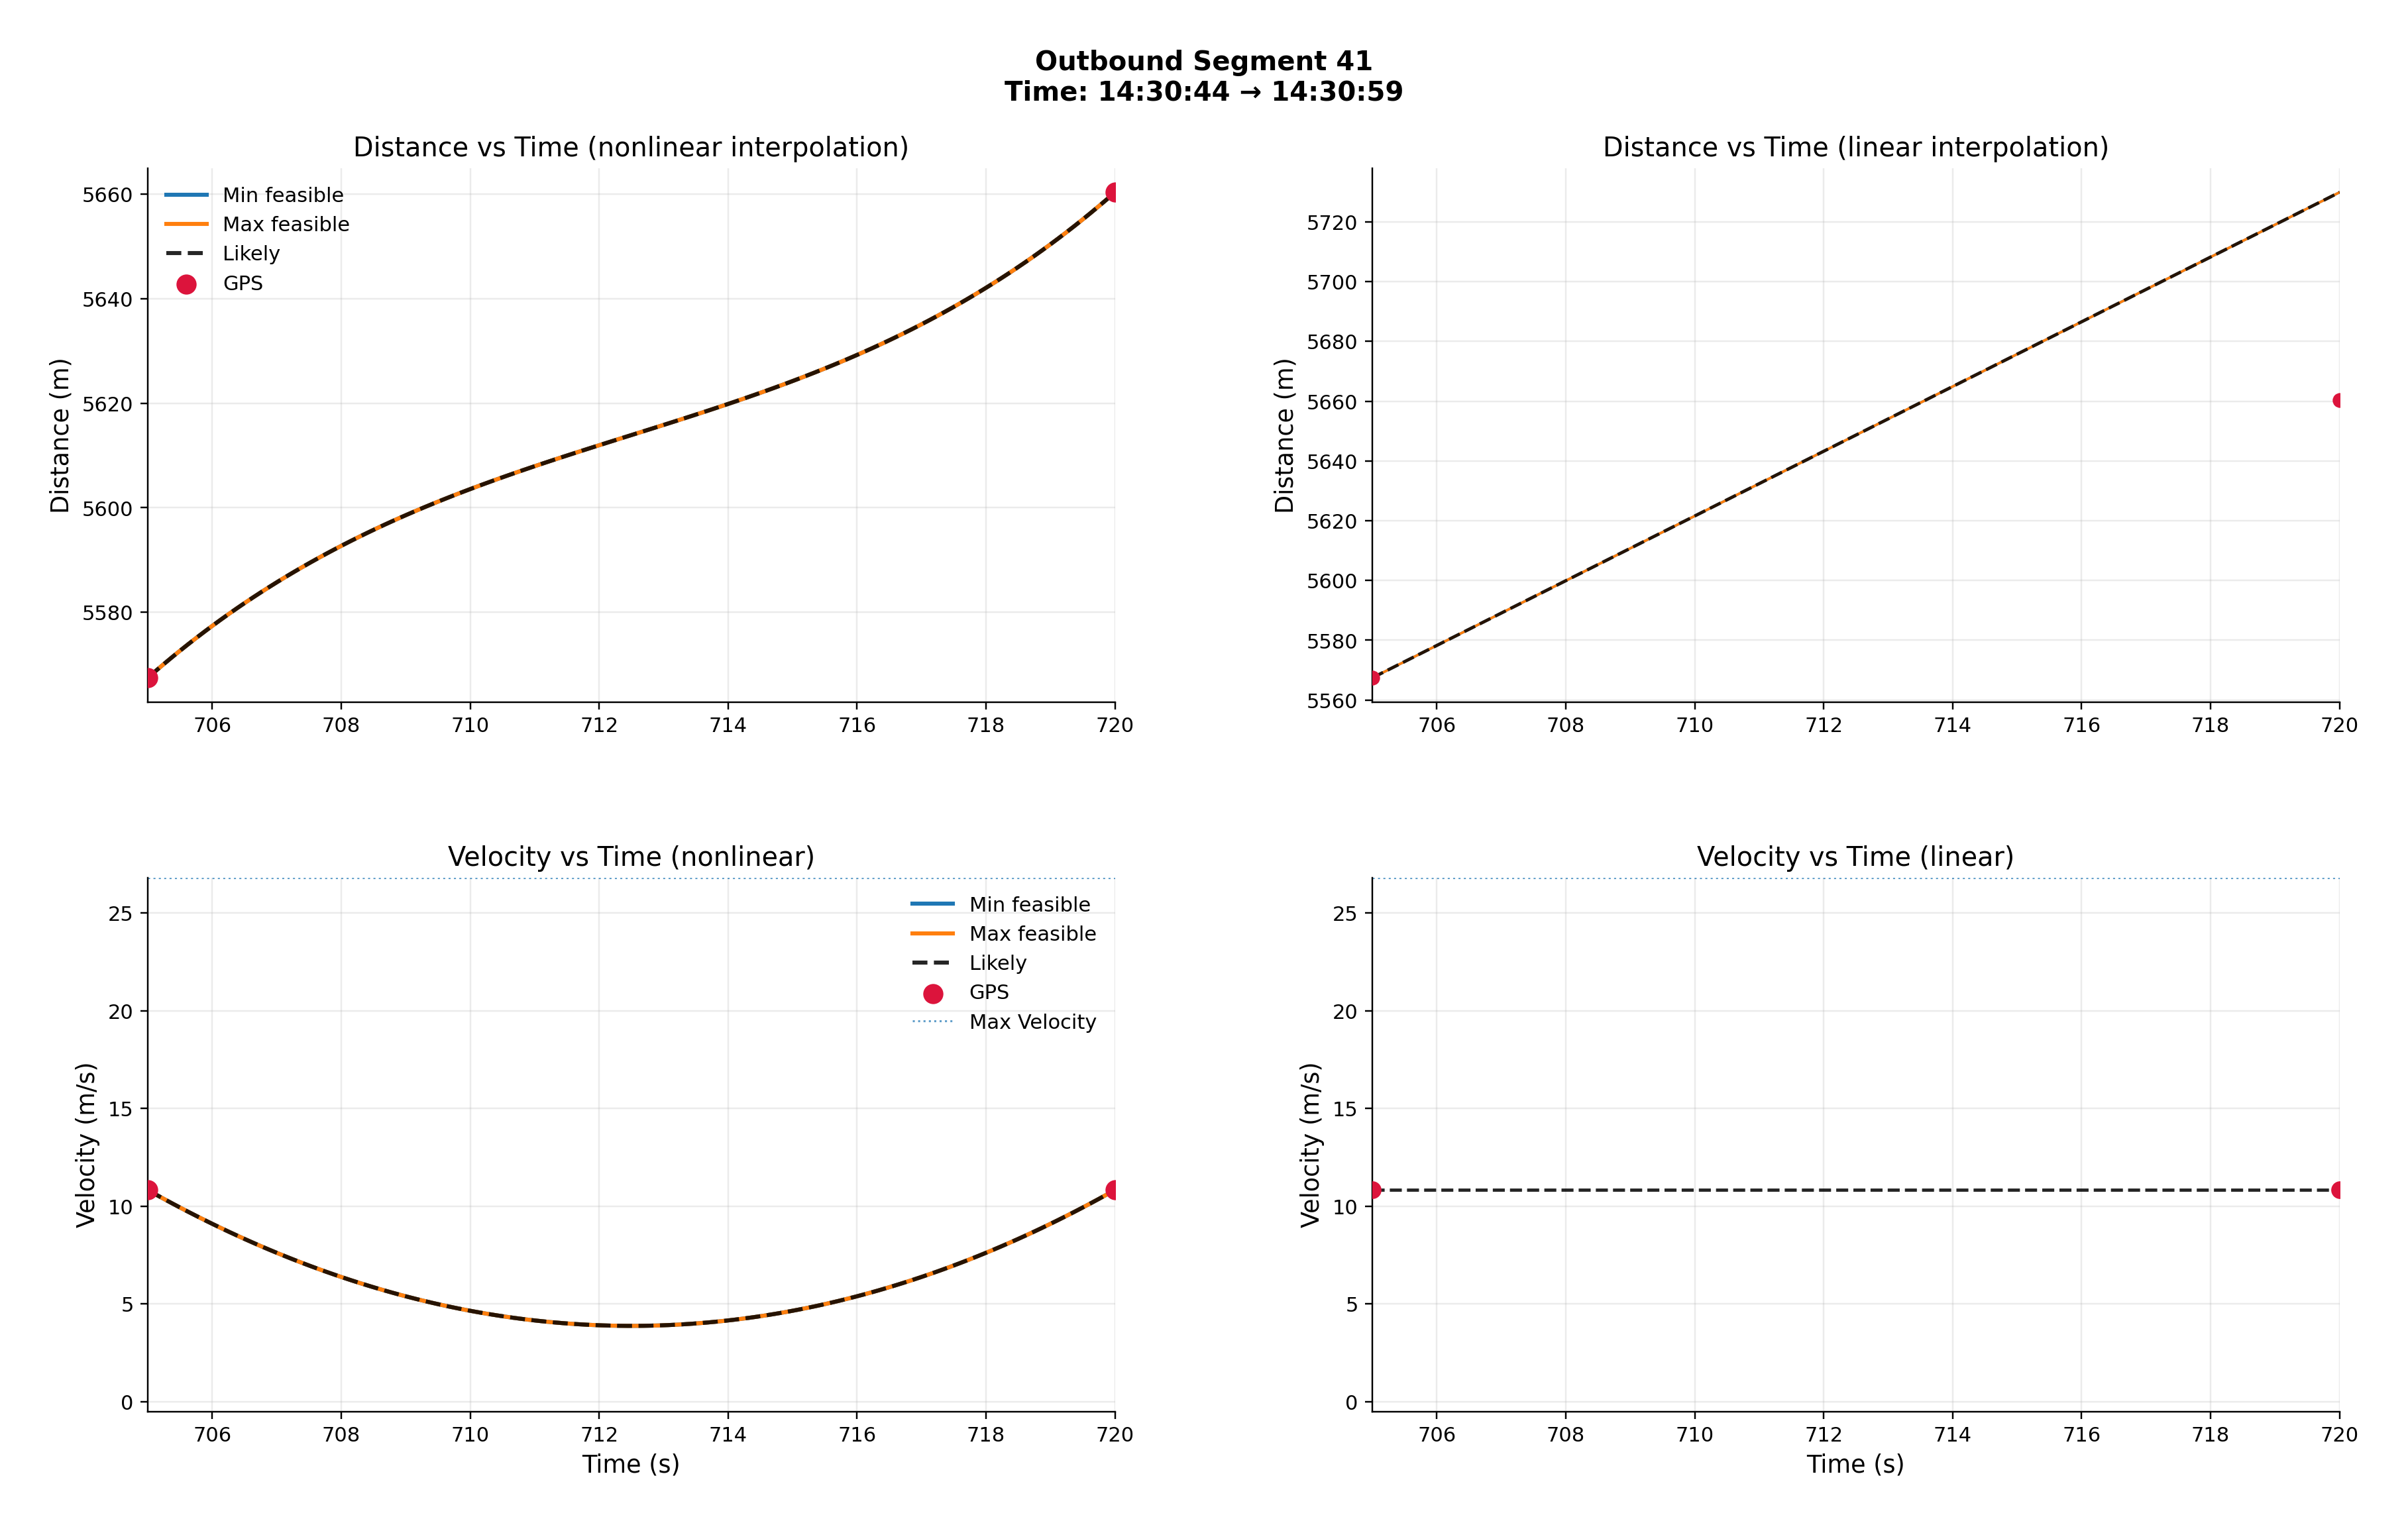 Outbound Segment 41
Time: 14:30:44 → 14:30:59
Distance vs Time (nonlinear interpolation)
Distance (m)
5660
5640
5620
5600
5580
Min feasible
Max feasible
Likely
GPS
706 708 710 712 714 716 718 720
Distance vs Time (linear interpolation)
Distance (m)
5720
5700
5680
5660
5640
5620
5600
5580
5560
706 708 710 712 714 716 718 720
Velocity vs Time (nonlinear)
Velocity (m/s)
25
20
15
10
5
0
Min feasible
Max feasible
Likely
GPS
Max Velocity
706 708 710 712 714 716 718 720
Time (s)
Velocity vs Time (linear)
Velocity (m/s)
25
20
15
10
5
0
706 708 710 712 714 716 718 720
Time (s)